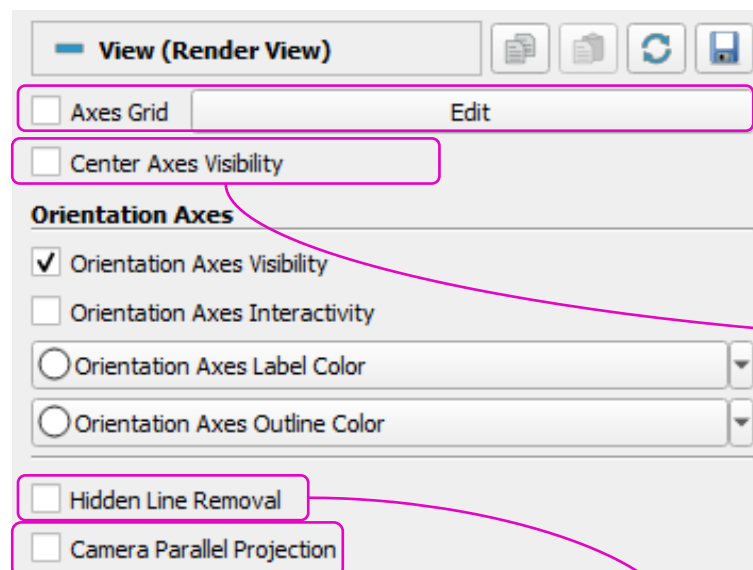 View (Render View)
Axes Grid Edit
Center Axes Visibility
Orientation Axes
Orientation Axes Visibility
Orientation Axes Interactivity
Orientation Axes Label Color
Orientation Axes Outline Color
Hidden Line Removal
Camera Parallel Projection